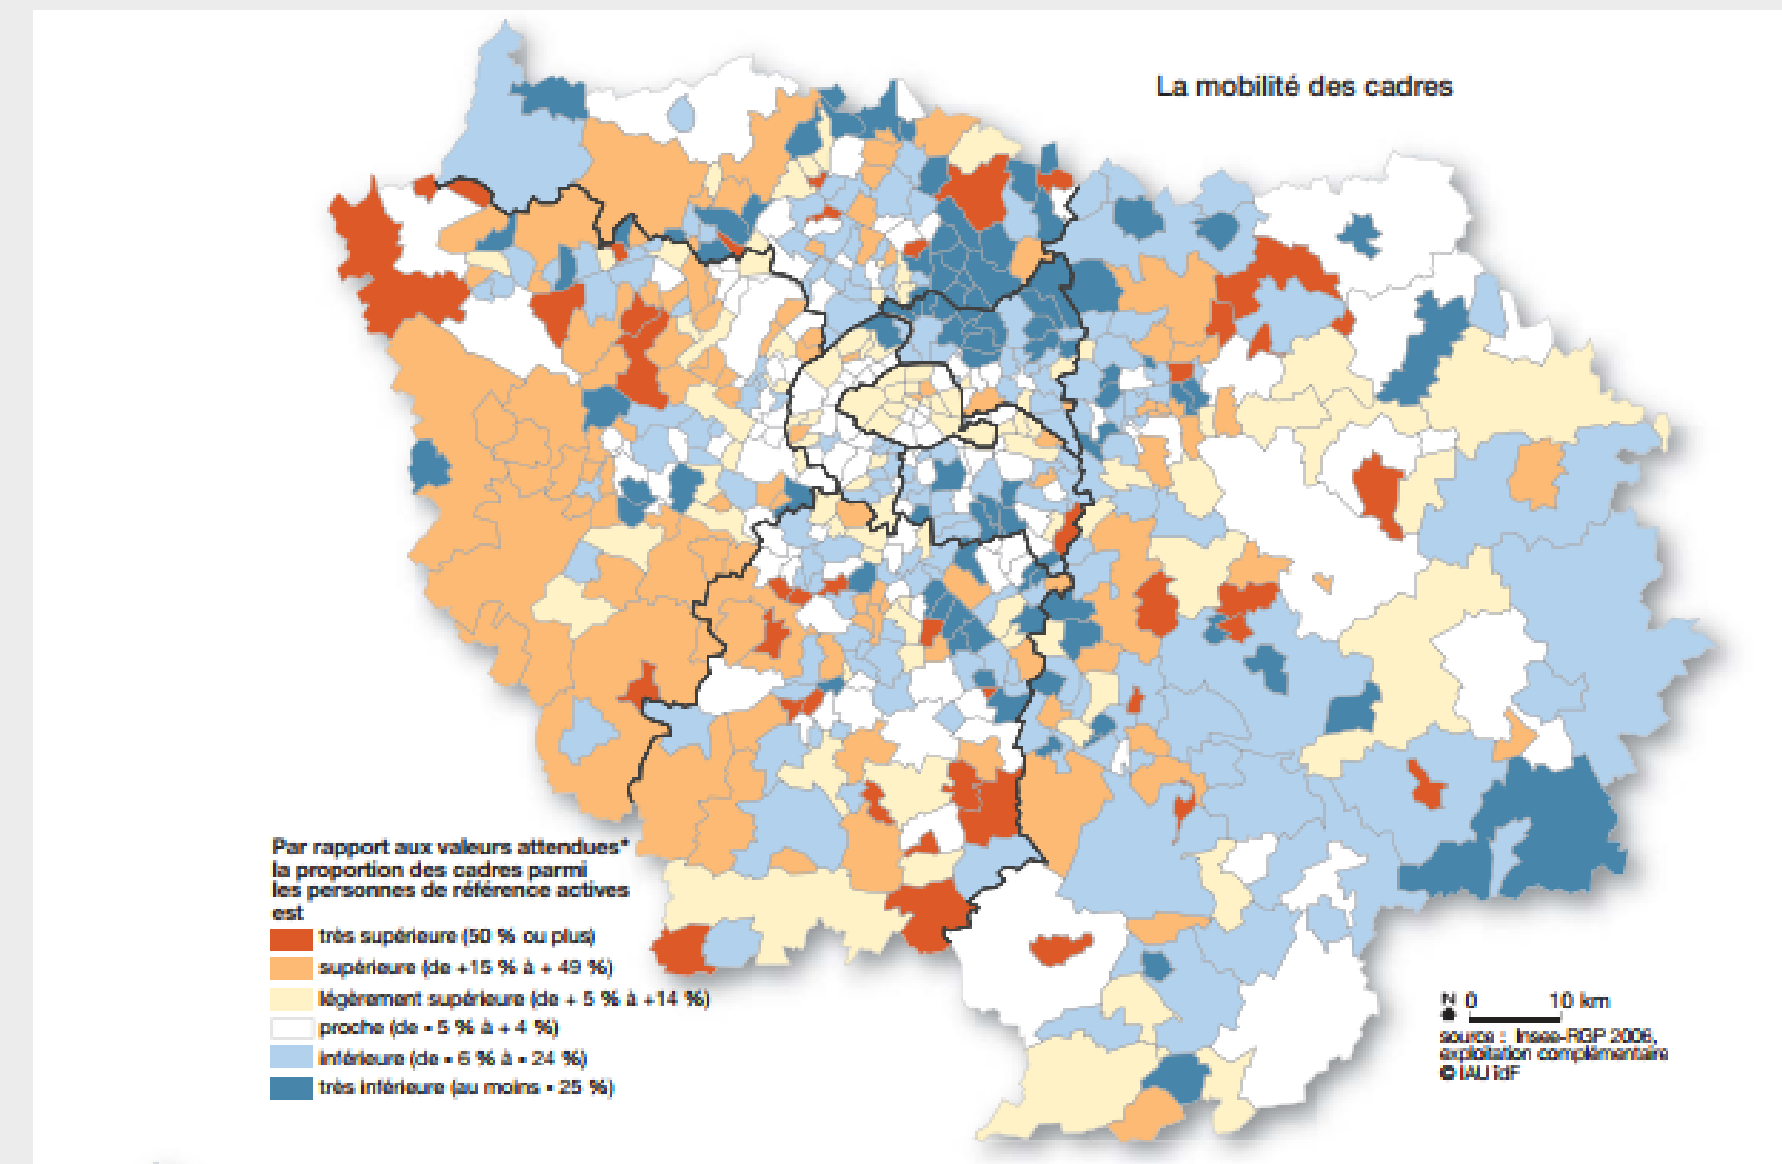 La mobilité des cadres
Par rapport aux valeurs attendues*
la proportion des cadres parmi
les personnes de référence actives
est
très supérieure (50 % ou plus)
supérieure (de +15 % à + 49 %)
légèrement supérieure (de + 5 % à +14 %)
proche (de - 5 % à + 4 %)
inférieure (de - 6 % à - 24 %)
très inférieure (au moins - 25 %)
N 0 10 km
source : Insee-RGP 2006,
exploitation complémentaire
© IAU îdF